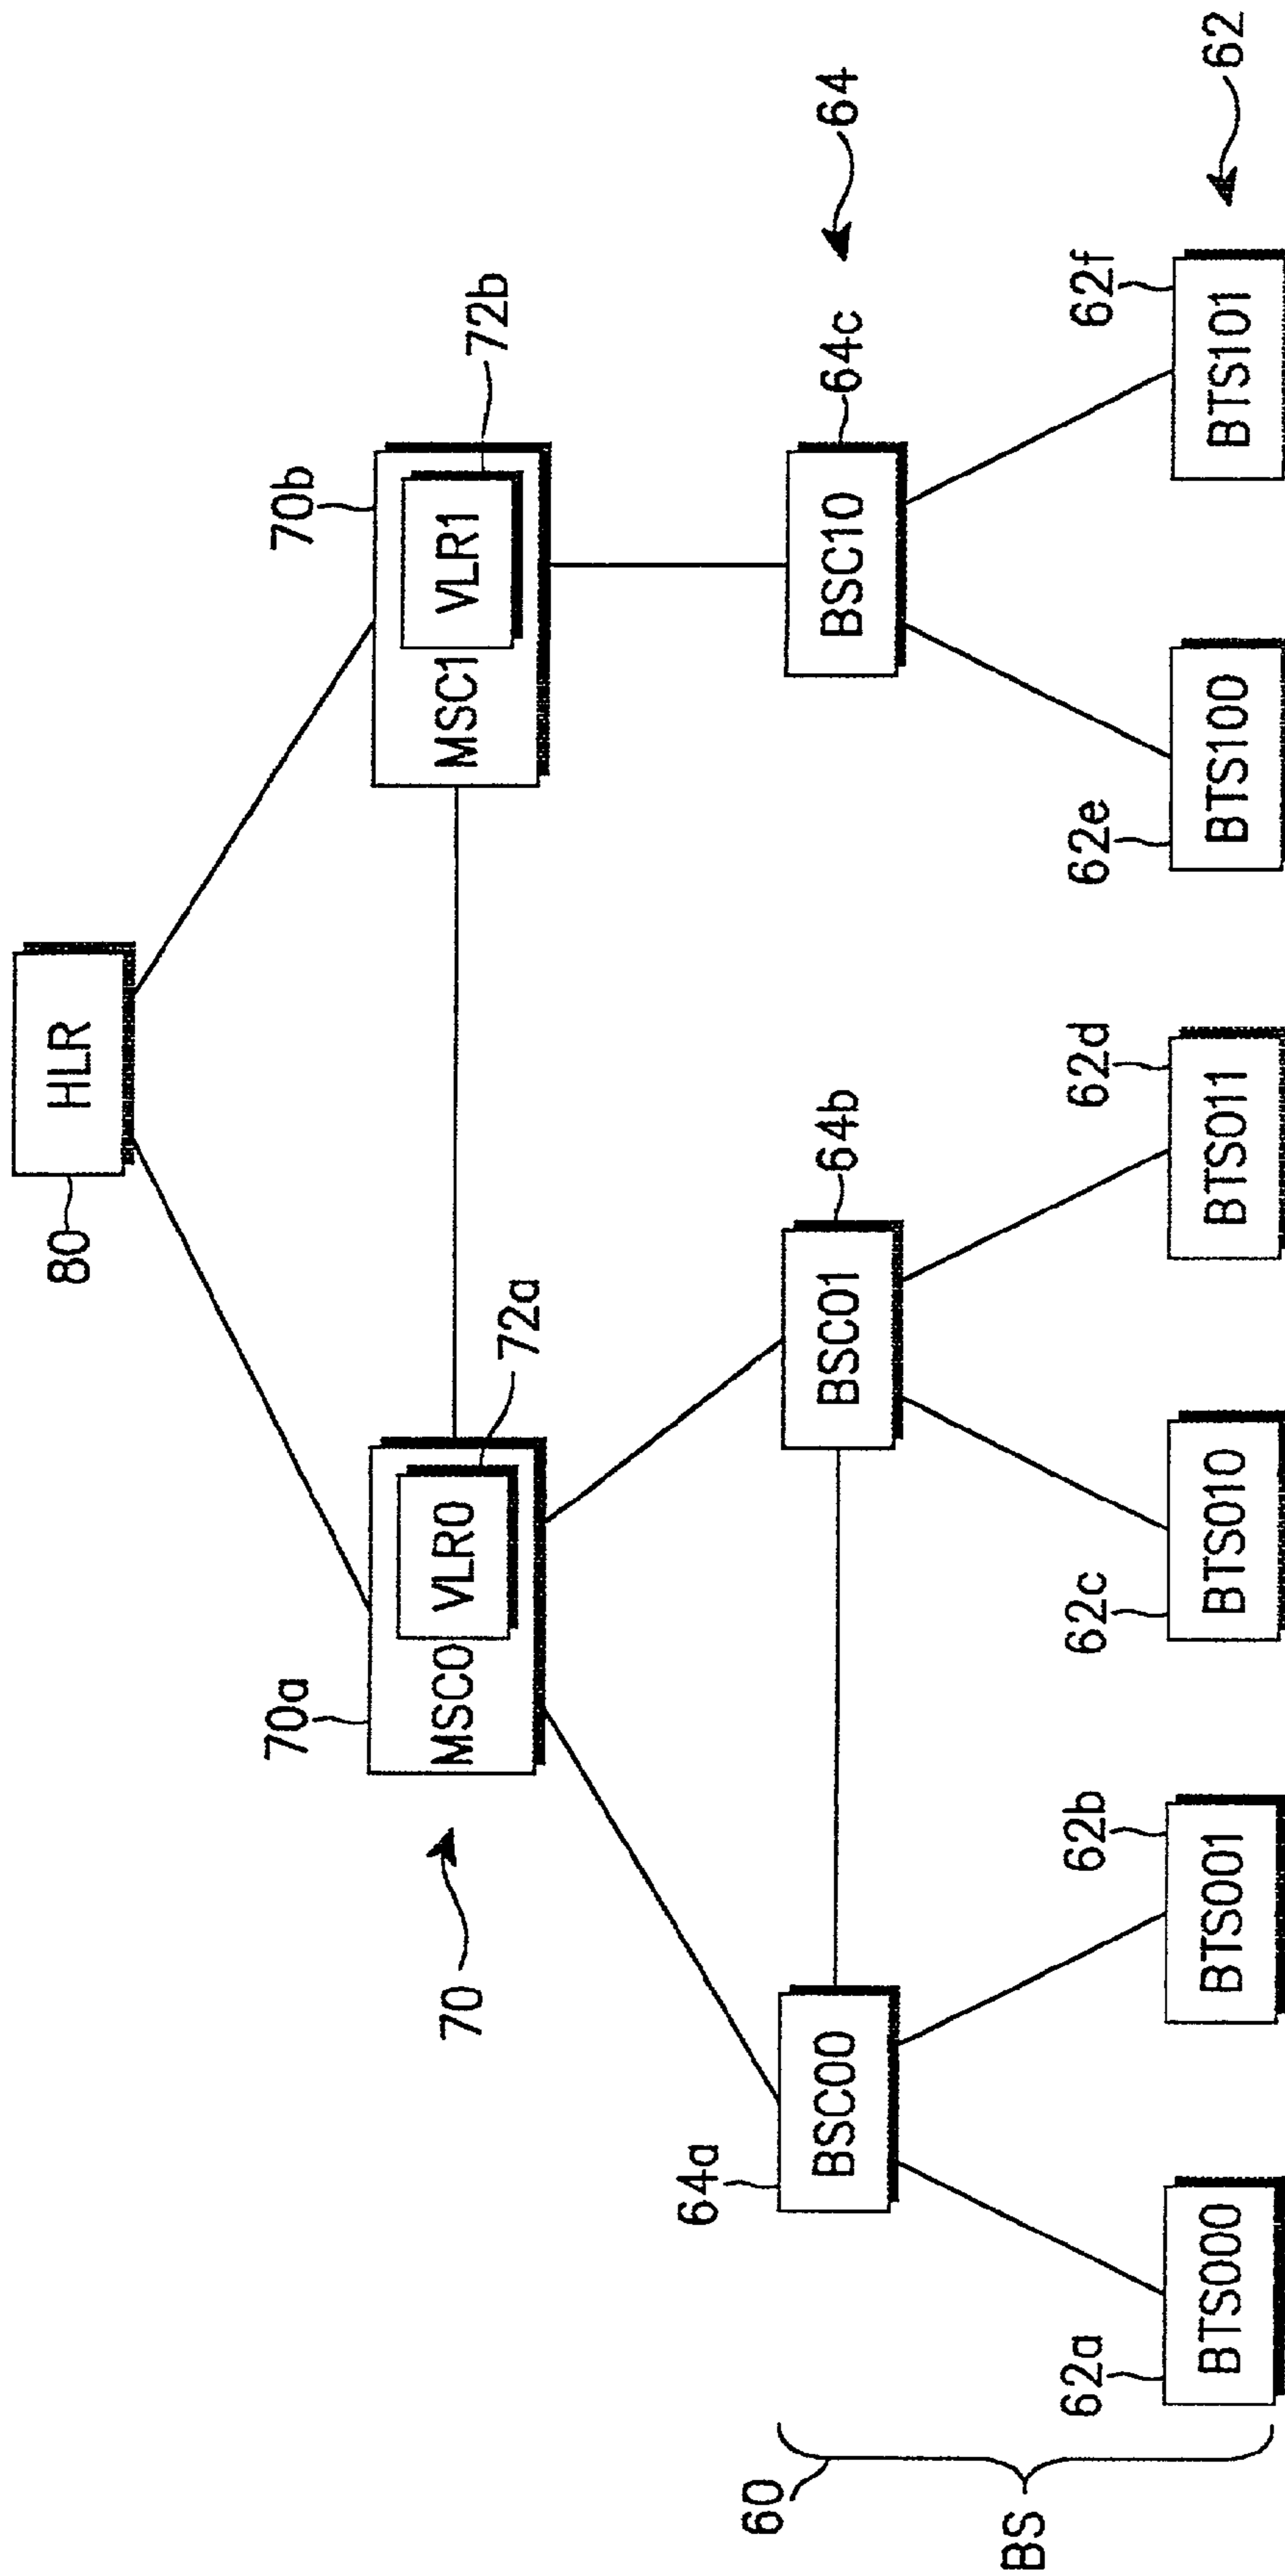 80
HLR
70
70a
MSC0
VLR0
72a
70b
MSC1
VLR1
72b
64a
BSC00
BSC01
64b
BSC10
64c
64
60
BS
62a
BTS000
BTS001
62b
62c
BTS010
BTS011
62d
62e
BTS100
BTS101
62f
62